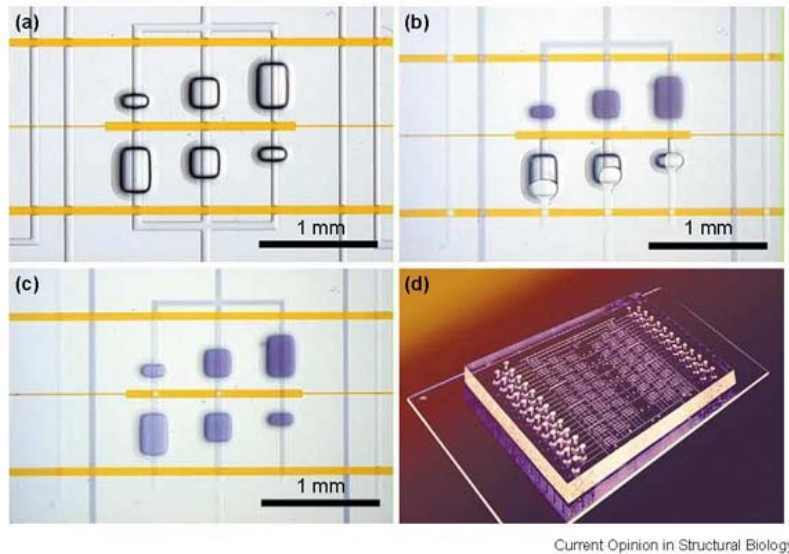 (a)
1 mm
(b)
1 mm
(c)
1 mm
(d)
Current Opinion in Structural Biology